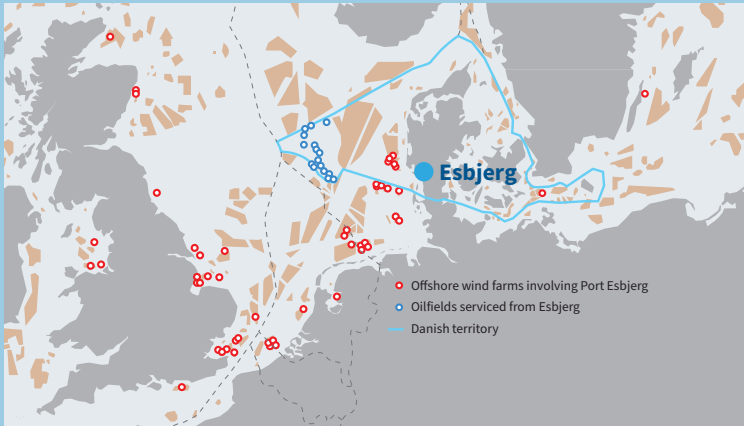 Esbjerg
Offshore wind farms involving Port Esbjerg
Oilfields serviced from Esbjerg
Danish territory